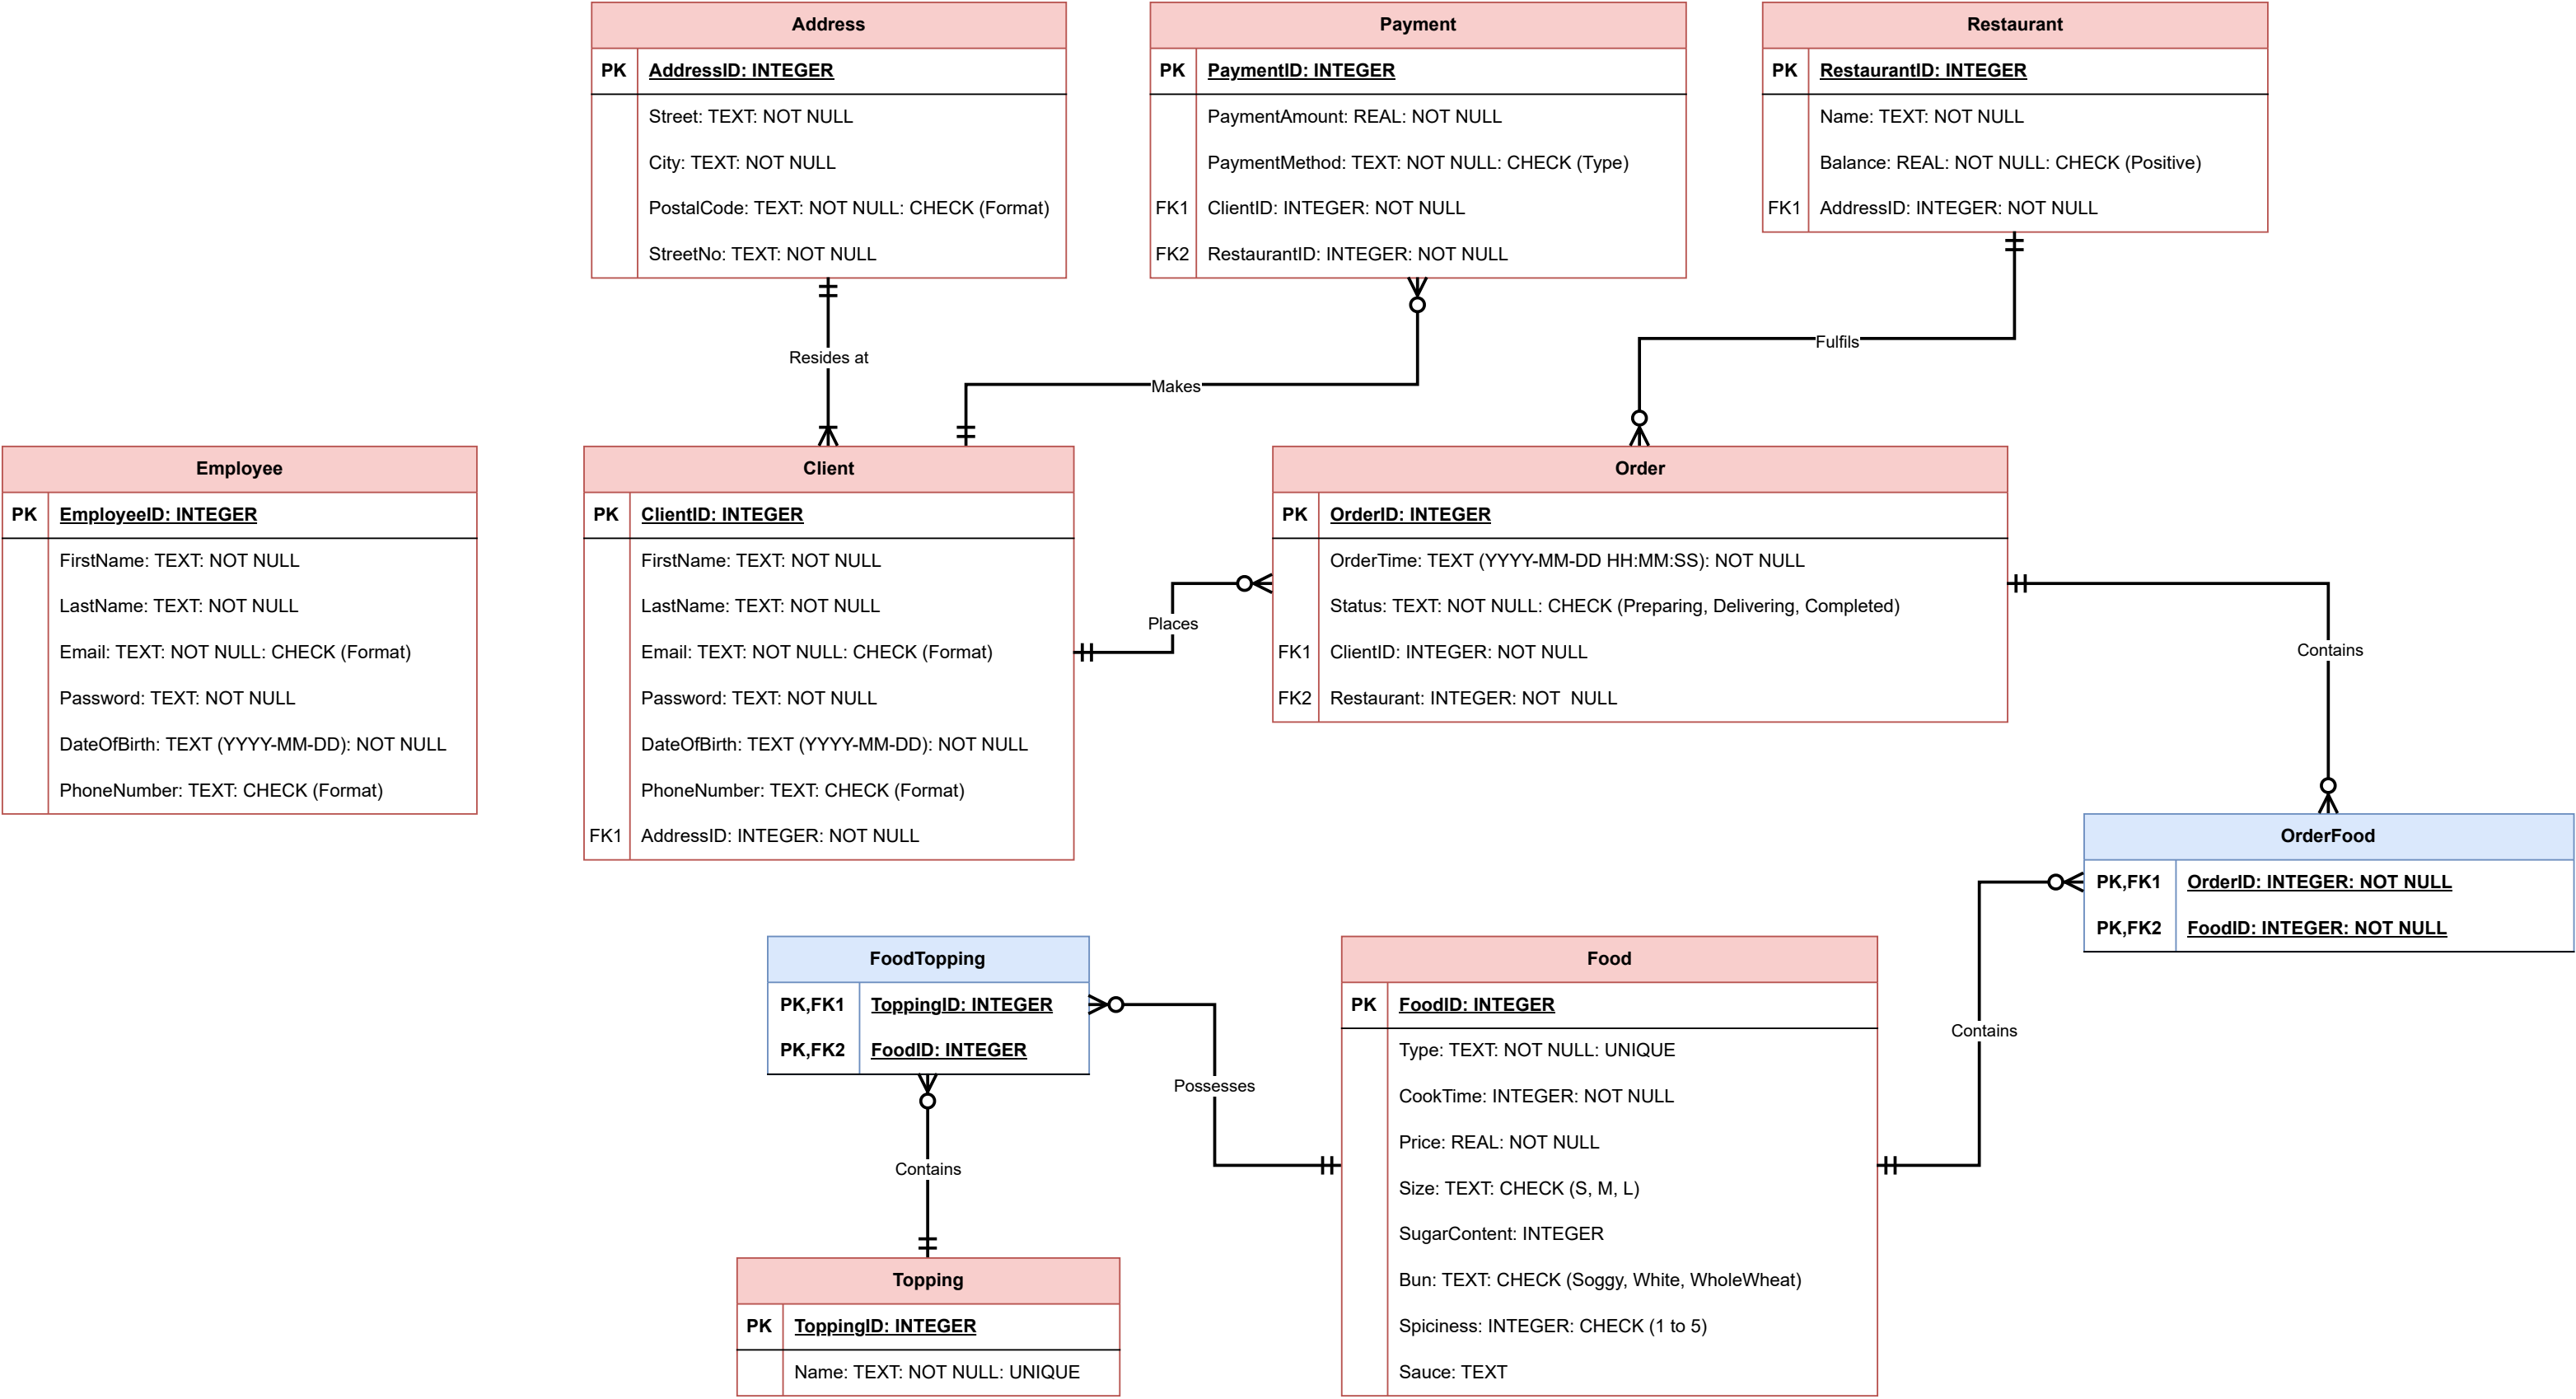 Address
PK AddressID: INTEGER
Street: TEXT: NOT NULL
City: TEXT: NOT NULL
PostalCode: TEXT: NOT NULL: CHECK (Format)
StreetNo: TEXT: NOT NULL
Payment
PK PaymentID: INTEGER
PaymentAmount: REAL: NOT NULL
PaymentMethod: TEXT: NOT NULL: CHECK (Type)
FK1 ClientID: INTEGER: NOT NULL
FK2 RestaurantID: INTEGER: NOT NULL
Restaurant
PK RestaurantID: INTEGER
Name: TEXT: NOT NULL
Balance: REAL: NOT NULL: CHECK (Positive)
FK1 AddressID: INTEGER: NOT NULL
Resides at
Makes
Fulfils
Employee
PK EmployeeID: INTEGER
FirstName: TEXT: NOT NULL
LastName: TEXT: NOT NULL
Email: TEXT: NOT NULL: CHECK (Format)
Password: TEXT: NOT NULL
DateOfBirth: TEXT (YYYY-MM-DD): NOT NULL
PhoneNumber: TEXT: CHECK (Format)
Client
PK ClientID: INTEGER
FirstName: TEXT: NOT NULL
LastName: TEXT: NOT NULL
Email: TEXT: NOT NULL: CHECK (Format)
Password: TEXT: NOT NULL
DateOfBirth: TEXT (YYYY-MM-DD): NOT NULL
PhoneNumber: TEXT: CHECK (Format)
FK1 AddressID: INTEGER: NOT NULL
Places
Order
PK OrderID: INTEGER
OrderTime: TEXT (YYYY-MM-DD HH:MM:SS): NOT NULL
Status: TEXT: NOT NULL: CHECK (Preparing, Delivering, Completed)
FK1 ClientID: INTEGER: NOT NULL
FK2 Restaurant: INTEGER: NOT NULL
Contains
OrderFood
PK,FK1 OrderID: INTEGER: NOT NULL
PK,FK2 FoodID: INTEGER: NOT NULL
FoodTopping
PK,FK1 ToppingID: INTEGER
PK,FK2 FoodID: INTEGER
Possesses
Contains
Food
PK FoodID: INTEGER
Type: TEXT: NOT NULL: UNIQUE
CookTime: INTEGER: NOT NULL
Price: REAL: NOT NULL
Size: TEXT: CHECK (S, M, L)
SugarContent: INTEGER
Bun: TEXT: CHECK (Soggy, White, WholeWheat)
Spiciness: INTEGER: CHECK (1 to 5)
Sauce: TEXT
Contains
Topping
PK ToppingID: INTEGER
Name: TEXT: NOT NULL: UNIQUE